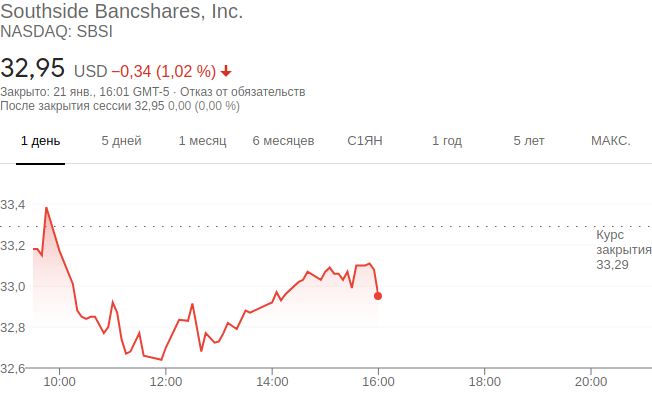 Southside Bancshares, Inc.
NASDAQ: SBSI
32,95 USD −0,34 (1,02 %)
Закрыто: 21 янв., 16:01 GMT-5 · Отказ от обязательств
После закрытия сессии 32,95 0,00 (0,00 %)
1 день 5 дней 1 месяц 6 месяцев С1ЯН 1 год 5 лет МАКС.
33,4
Курс
закрытия
33,29
33,2
33,0
32,8
32,6
10:00 12:00 14:00 16:00 18:00 20:00